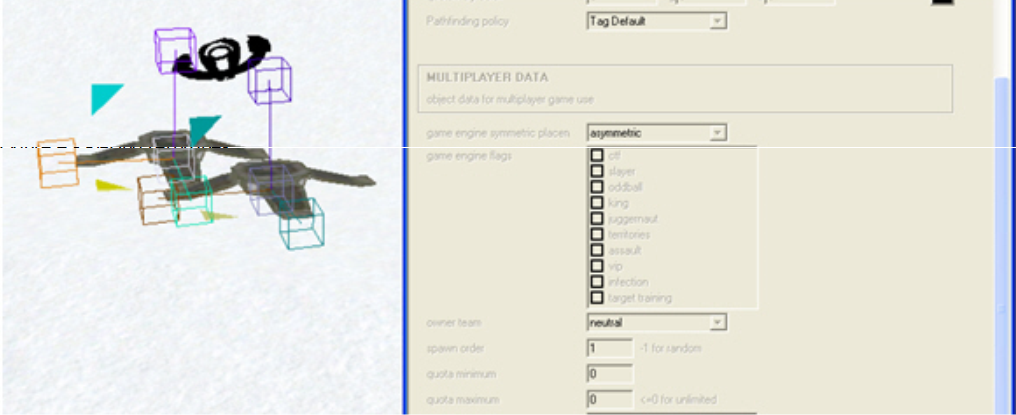 Pathfinding policy Tag Default
MULTIPLAYER DATA
object data for multiplayer game use
game engine symmetric placen asymmetric
game engine flags ctf
slayer
oddball
king
juggernaut
territories
assault
vip
infection
target training
owner team neutral
spawn order 1 -1 for random
quota minimum 0
quota maximum 0 <=0 for unlimited